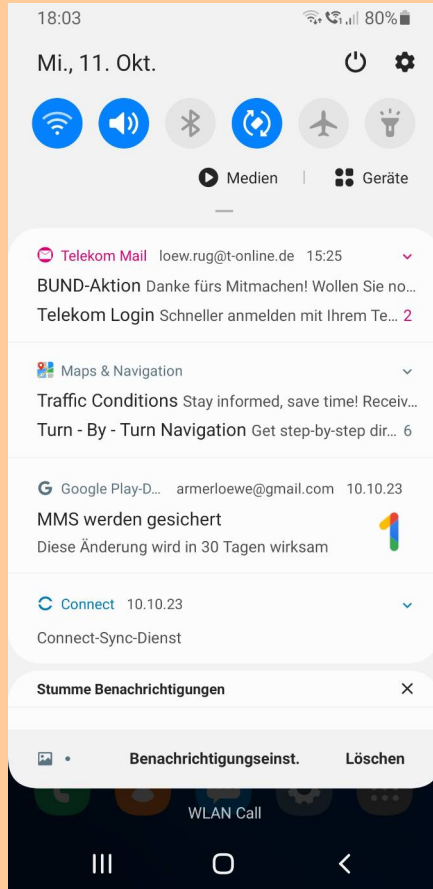 18:03 80%
Mi., 11. Okt.
Medien Geräte
Telekom Mail loew.rug@t-online.de 15:25
BUND-Aktion Danke fürs Mitmachen! Wollen Sie no...
Telekom Login Schneller anmelden mit Ihrem Te... 2
Maps & Navigation
Traffic Conditions Stay informed, save time! Receiv...
Turn - By - Turn Navigation Get step-by-step dir... 6
G Google Play-D... armerloewe@gmail.com 10.10.23
MMS werden gesichert
Diese Änderung wird in 30 Tagen wirksam
Connect 10.10.23
Connect-Sync-Dienst
Stumme Benachrichtigungen
Benachrichtigungseinst. Löschen
WLAN Call